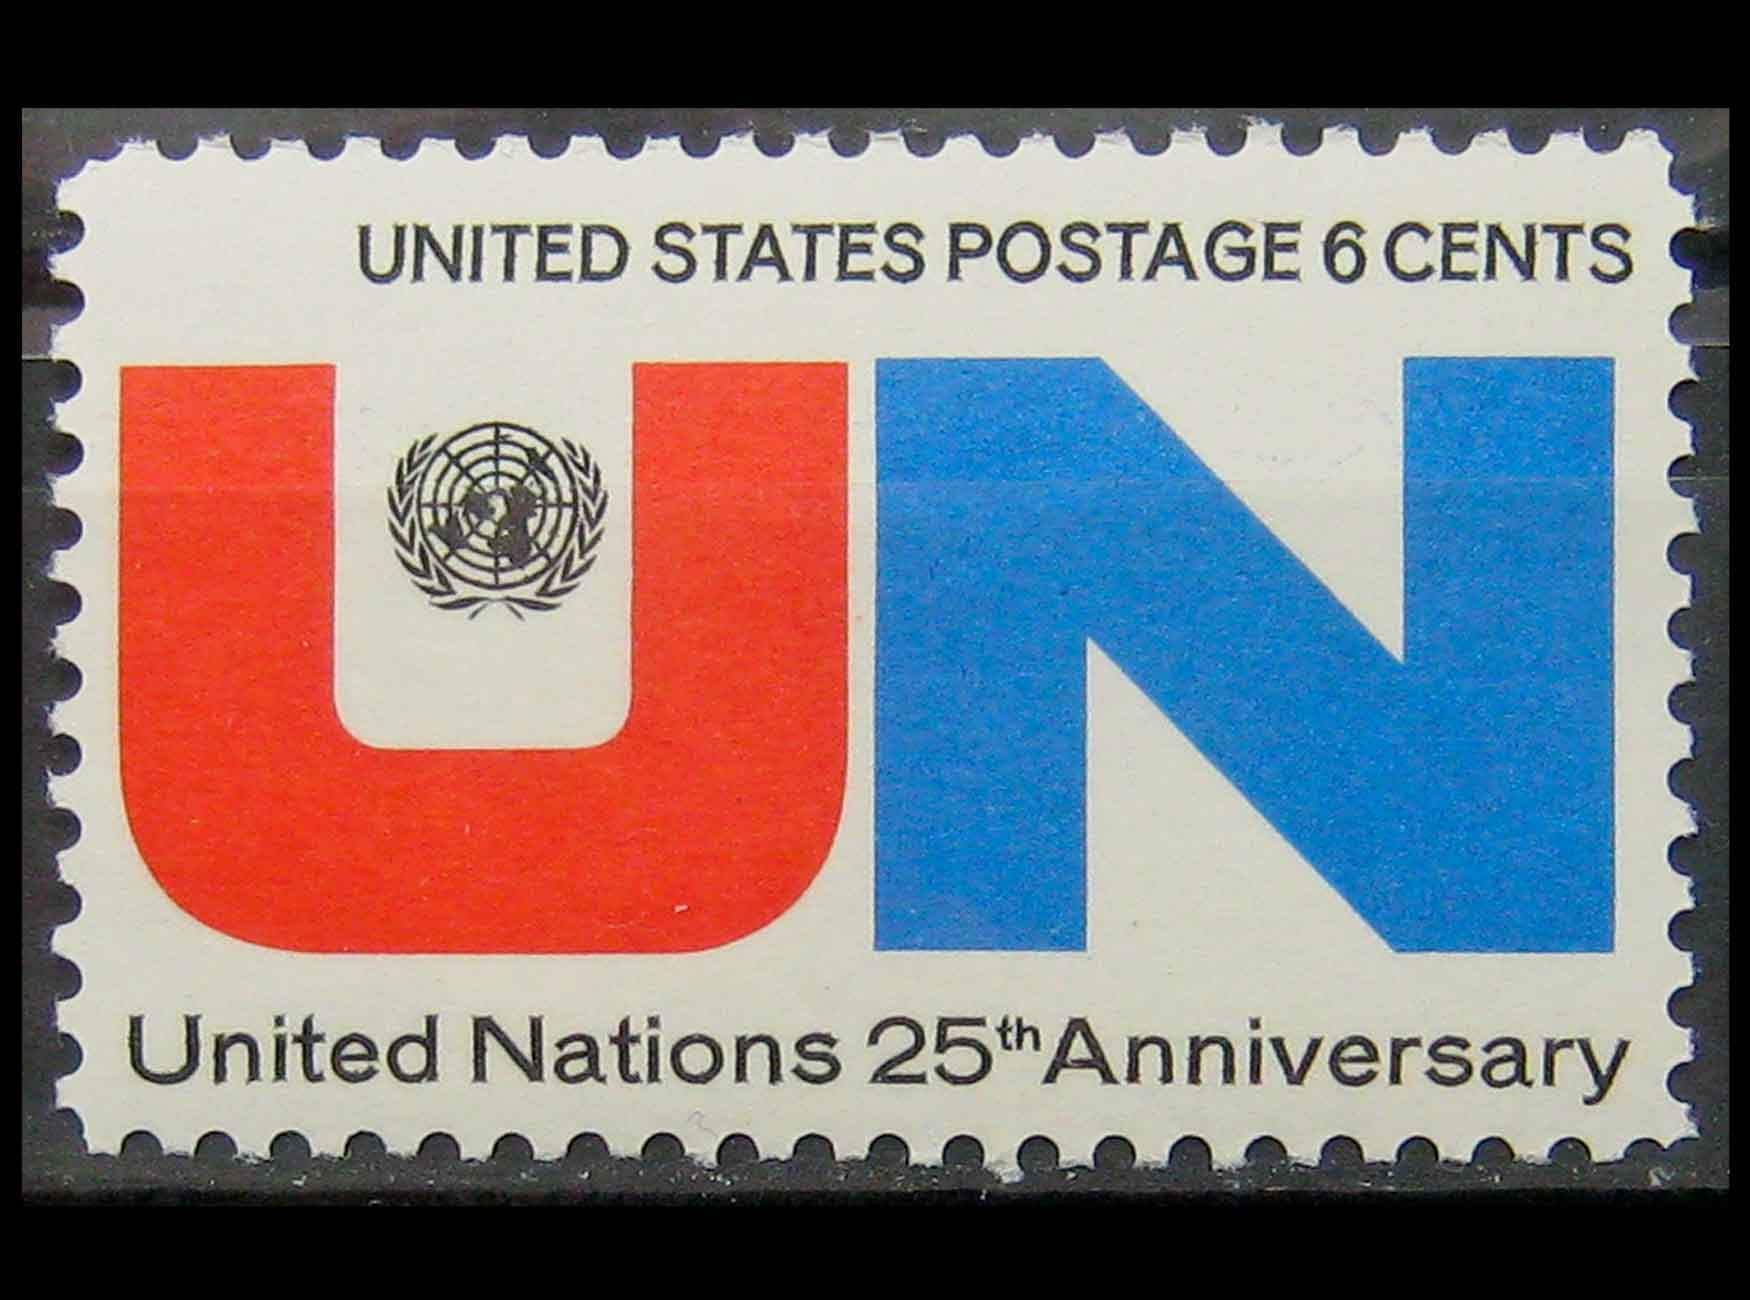 UNITED STATES POSTAGE 6 CENTS
UN
United Nations 25th Anniversary